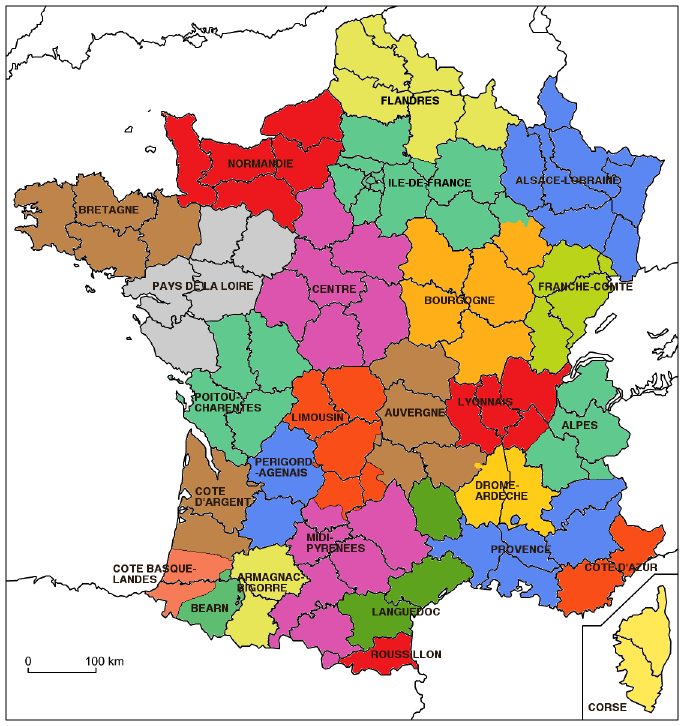 FLANDRES
NORMANDIE
ILE-DE-FRANCE
ALSACE-LORRAINE
BRETAGNE
PAYS DE LA LOIRE
CENTRE
BOURGOGNE
FRANCHE-COMTÉ
POITOU-
CHARENTES
LIMOUSIN
AUVERGNE
LYONNAIS
ALPES
PERIGORD
-AGENAIS
COTE
D'ARGENT
DROME-
ARDECHE
MIDI-
PYRENEES
PROVENCE
COTE D'AZUR
COTE BASQUE-
LANDES
ARMAGNAC-
BIGORRE
BEARN
LANGUEDOC
ROUSSILLON
0 100 km
CORSE